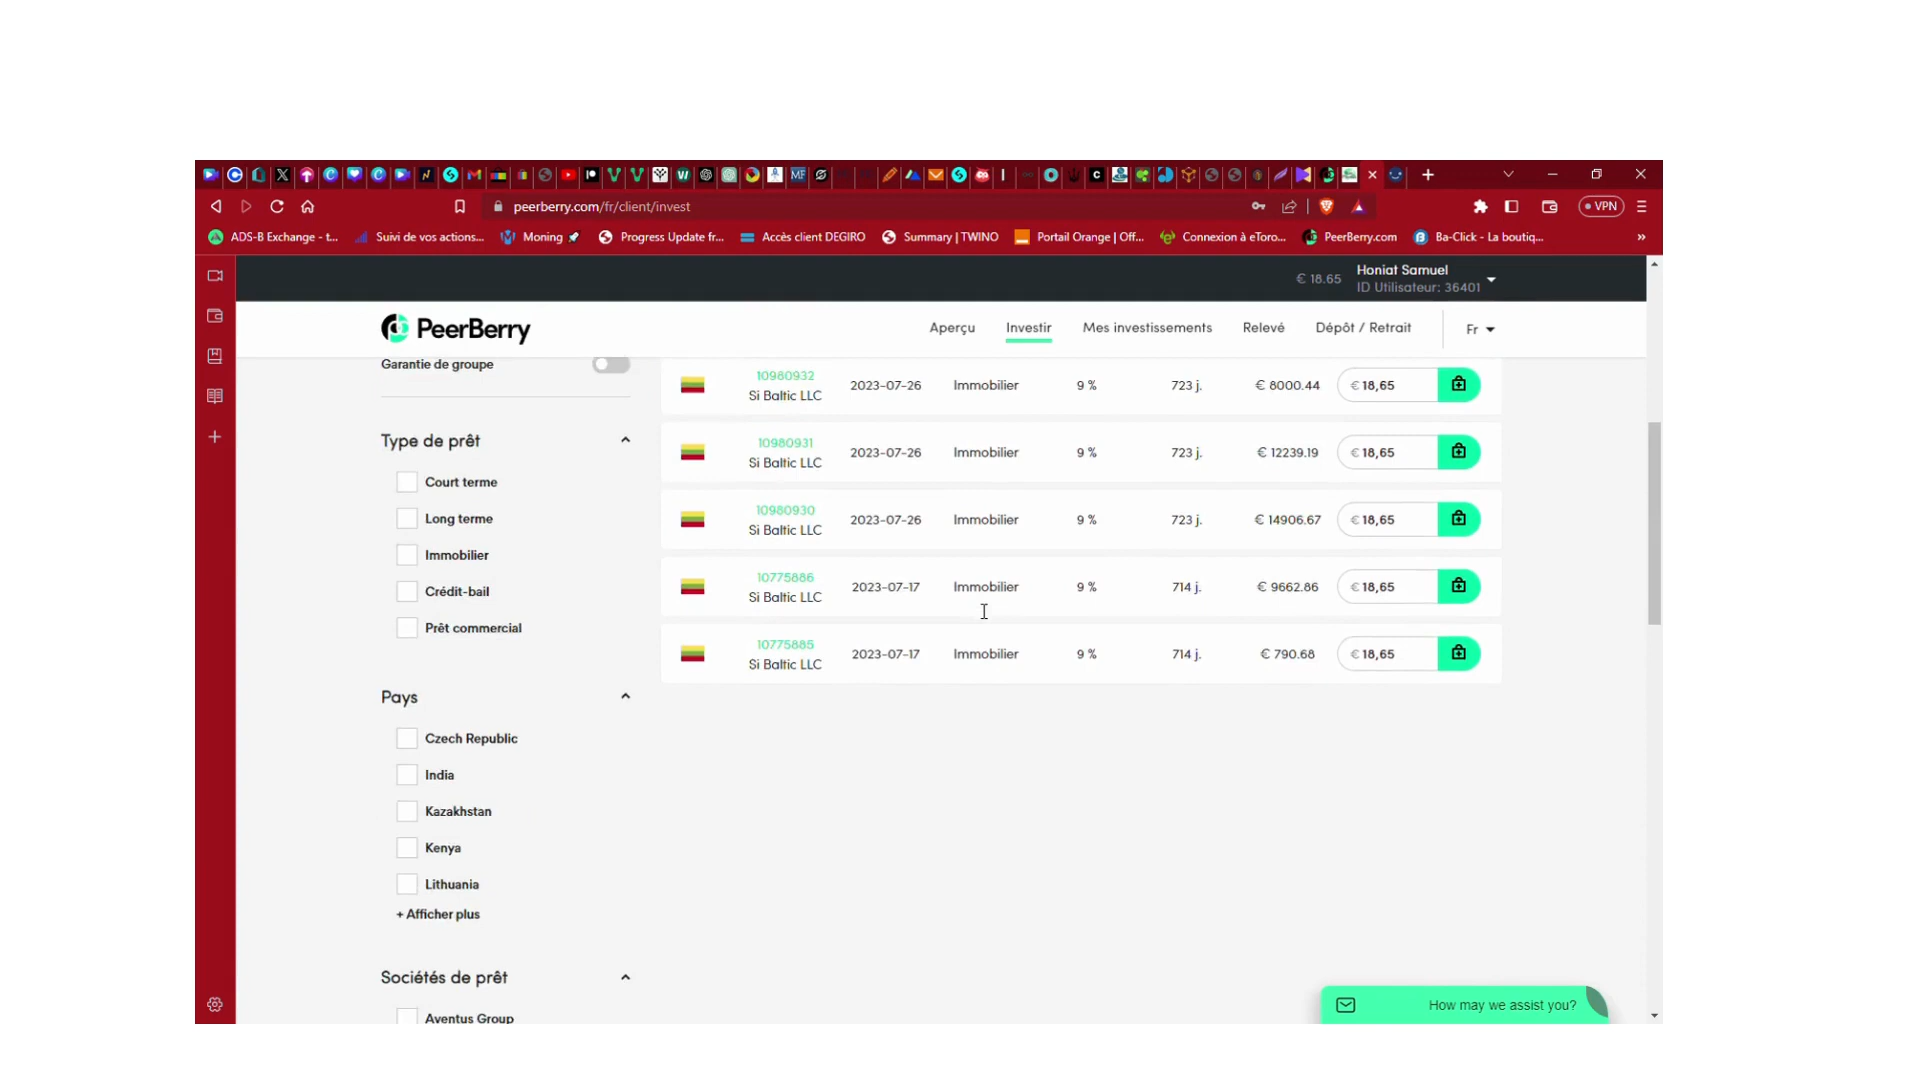 peerberry.com/fr/client/invest
VPN
ADS-B Exchange - t... Suivi de vos actions... Moning Progress Update fr... Accès client DEGIRO Summary | TWINO Portail Orange | Off... Connexion à eToro... PeerBerry.com Ba-Click - La boutiq... »
€ 18.65 Honiat Samuel
ID Utilisateur: 36401
PeerBerry Aperçu Investir Mes investissements Relevé Dépôt / Retrait Fr
Garantie de groupe
10980932
Si Baltic LLC 2023-07-26 Immobilier 9 % 723 j. € 8000.44 € 18,65
10980931
Si Baltic LLC 2023-07-26 Immobilier 9 % 723 j. € 12239.19 € 18,65
10980930
Si Baltic LLC 2023-07-26 Immobilier 9 % 723 j. € 14906.67 € 18,65
10775886
Si Baltic LLC 2023-07-17 Immobilier 9 % 714 j. € 9662.86 € 18,65
10775885
Si Baltic LLC 2023-07-17 Immobilier 9 % 714 j. € 790.68 € 18,65
Type de prêt
Court terme
Long terme
Immobilier
Crédit-bail
Prêt commercial
Pays
Czech Republic
India
Kazakhstan
Kenya
Lithuania
+ Afficher plus
Sociétés de prêt
Aventus Group
How may we assist you?